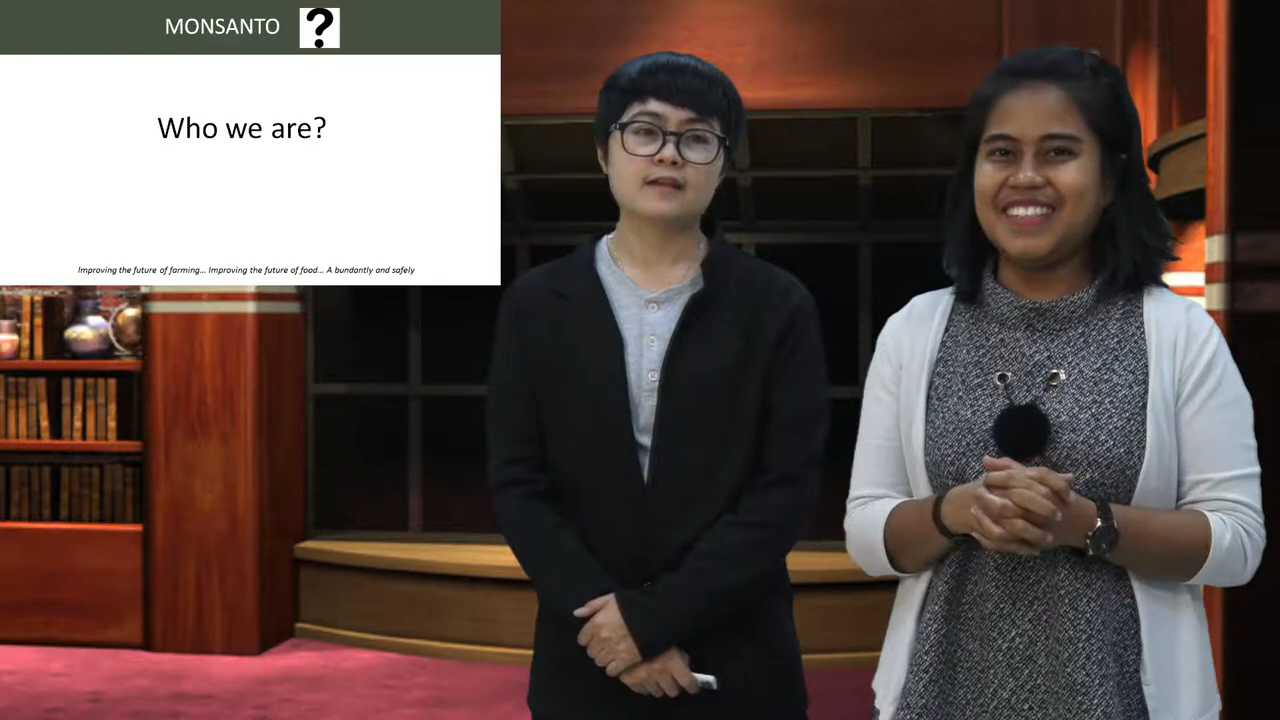 MONSANTO ?
Who we are?
Improving the future of farming... Improving the future of food... A bundantly and safely